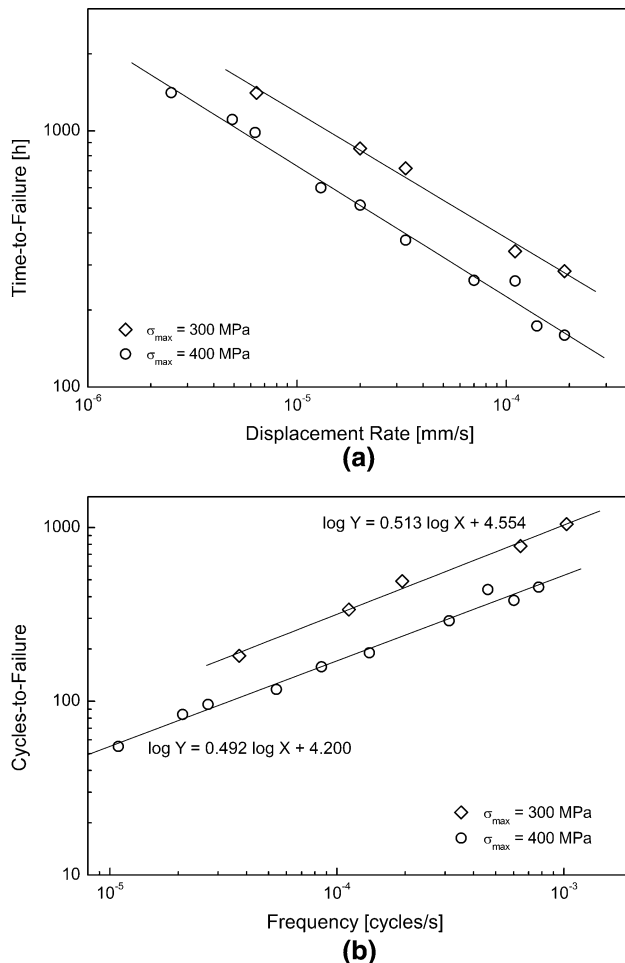 Time-to-Failure [h]
1000
100
σmax = 300 MPa
σmax = 400 MPa
10-6
10-5
10-4
Displacement Rate [mm/s]
(a)
Cycles-to-Failure
1000
100
10
log Y = 0.513 log X + 4.554
log Y = 0.492 log X + 4.200
σmax = 300 MPa
σmax = 400 MPa
10-5
10-4
10-3
Frequency [cycles/s]
(b)